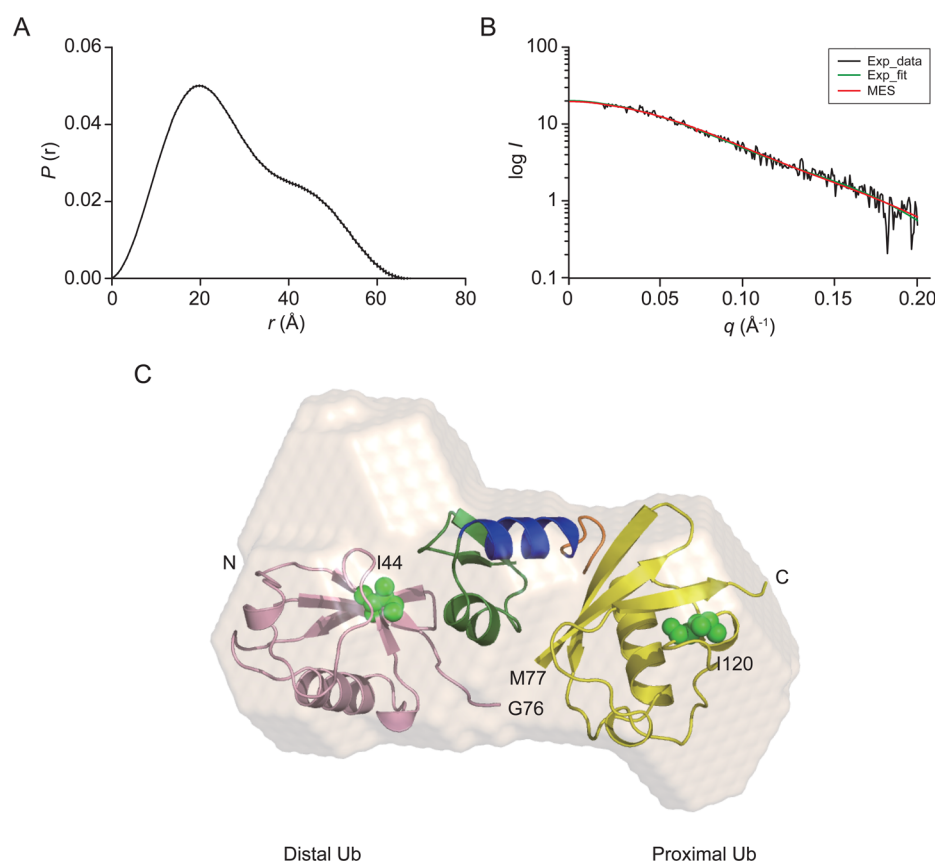 A
0.06
0.04
0.02
0.00
P (r)
0
20
40
60
80
r (Å)
B
100
10
1
0.1
log I
0
0.05
0.10
0.15
0.20
q (Å-1)
Exp_data
Exp_fit
MES
C
N
I44
C
M77
I120
G76
Distal Ub
Proximal Ub